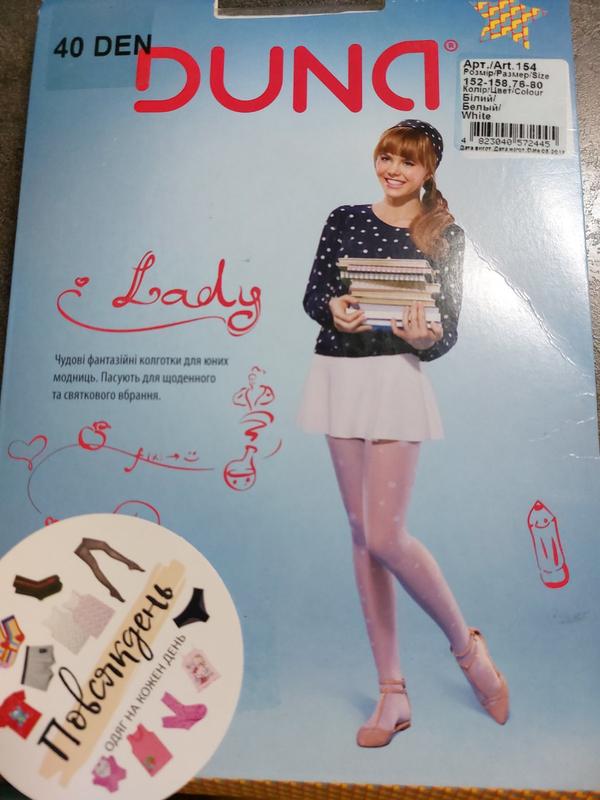 40 DEN
DUNA®
Арт./Art.154
Розмір/Размер/Size
152-158,76-80
Колір/Цвет/Colour
Білий/
Белый/
White
4 823040 572445
Lady
Чудові фантазійні колготки для юних
модниць. Пасують для щоденного
та святкового вбрання.
Повсякдень
ОДЯГ НА КОЖЕН ДЕНЬ